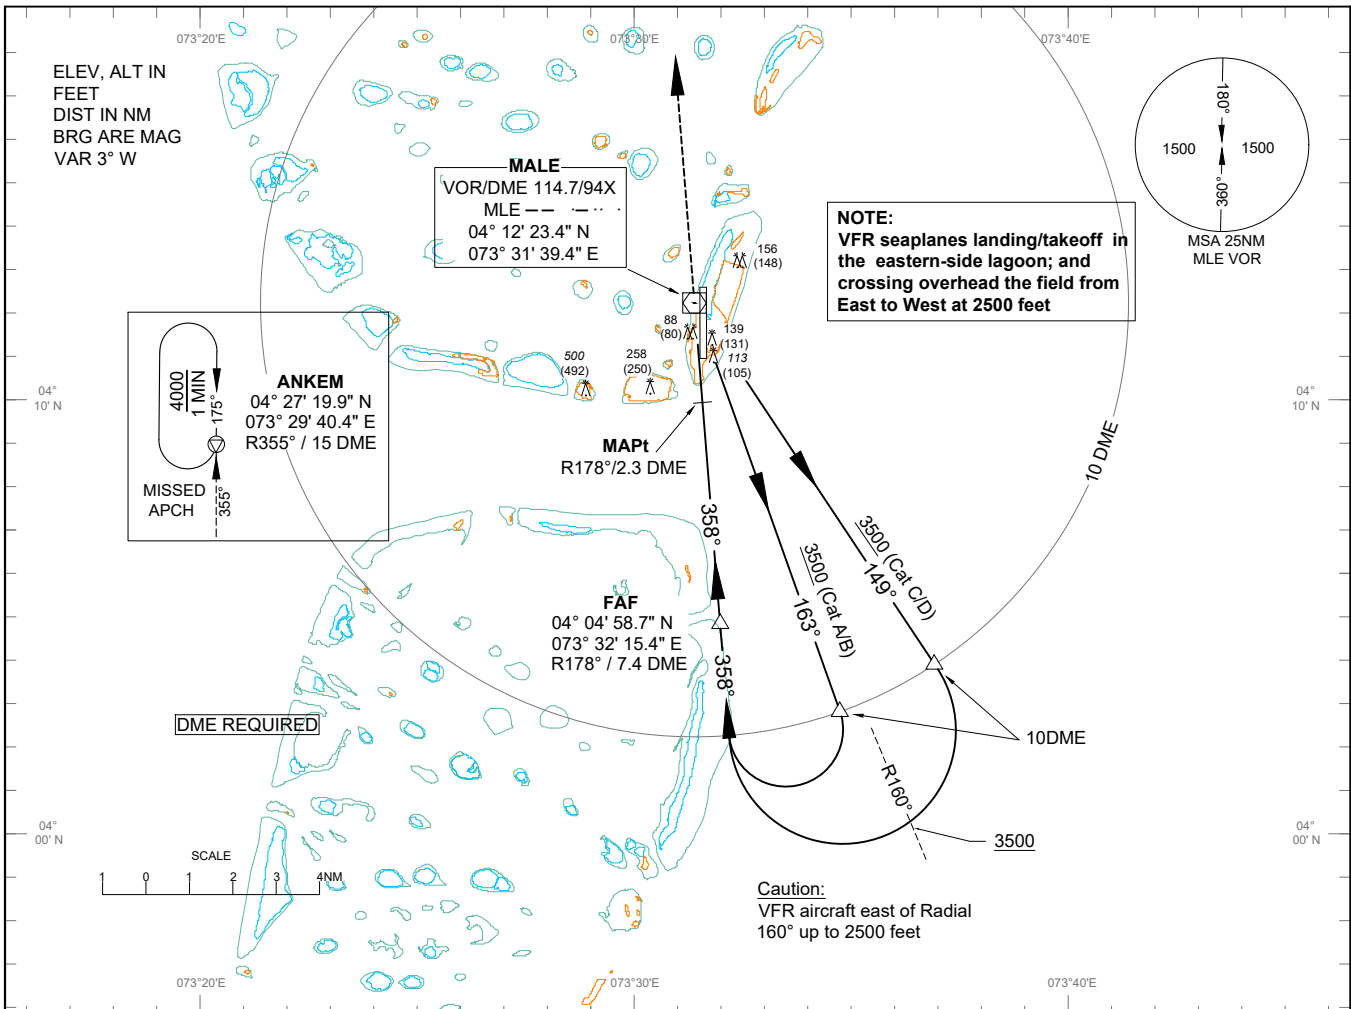 073°20'E
073°30'E
073°40'E
ELEV, ALT IN
FEET
DIST IN NM
BRG ARE MAG
VAR 3° W
MALE
VOR/DME 114.7/94X
MLE
04° 12' 23.4" N
073° 31' 39.4" E
180°
1500
1500
360°
MSA 25NM
MLE VOR
NOTE:
VFR seaplanes landing/takeoff in
the eastern-side lagoon; and
crossing overhead the field from
East to West at 2500 feet
156
(148)
88
(80)
139
(131)
113
(105)
500
(492)
258
(250)
4000
1 MIN
175°
ANKEM
04° 27' 19.9" N
073° 29' 40.4" E
R355° / 15 DME
MISSED
APCH
355°
04°
10' N
04°
10' N
10 DME
MAPt
R178°/2.3 DME
358°
3500 (Cat A/B)
163°
3500 (Cat C/D)
149°
FAF
04° 04' 58.7" N
073° 32' 15.4" E
R178° / 7.4 DME
358°
DME REQUIRED
10DME
R160°
3500
04°
00' N
04°
00' N
SCALE
1 0 1 2 3 4NM
Caution:
VFR aircraft east of Radial
160° up to 2500 feet
073°20'E
073°30'E
073°40'E